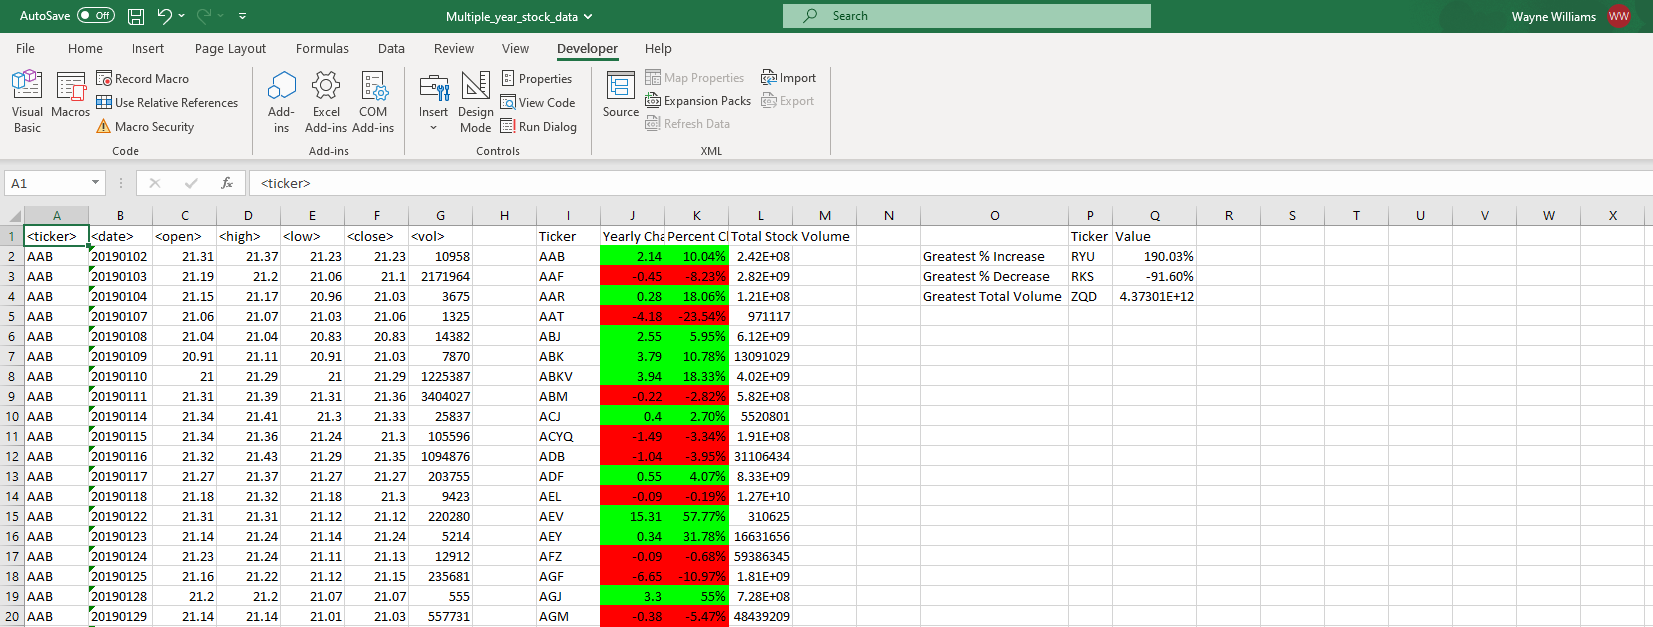 AutoSave Off Multiple_year_stock_data Search Wayne Williams WW
File Home Insert Page Layout Formulas Data Review View Developer Help
Visual Basic
Macros
Record Macro
Use Relative References
Macro Security
Code
Add-ins
Excel Add-ins
COM Add-ins
Add-ins
Insert
Design Mode
Properties
View Code
Run Dialog
Controls
Source
Map Properties
Expansion Packs
Refresh Data
Import
Export
XML
A1 fx <ticker>
A B C D E F G H I J K L M N O P Q R S T U V W X
1 <ticker> <date> <open> <high> <low> <close> <vol> Ticker Yearly Cha Percent Cl Total Stock Volume Ticker Value
2 AAB 20190102 21.31 21.37 21.23 21.23 10958 AAB 2.14 10.04% 2.42E+08 Greatest % Increase RYU 190.03%
3 AAB 20190103 21.19 21.2 21.06 21.1 2171964 AAF -0.45 -8.23% 2.82E+09 Greatest % Decrease RKS -91.60%
4 AAB 20190104 21.15 21.17 20.96 21.03 3675 AAR 0.28 18.06% 1.21E+08 Greatest Total Volume ZQD 4.37301E+12
5 AAB 20190107 21.06 21.07 21.03 21.06 1325 AAT -4.18 -23.54% 971117
6 AAB 20190108 21.04 21.04 20.83 20.83 14382 ABJ 2.55 5.95% 6.12E+09
7 AAB 20190109 20.91 21.11 20.91 21.03 7870 ABK 3.79 10.78% 13091029
8 AAB 20190110 21 21.29 21 21.29 1225387 ABKV 3.94 18.33% 4.02E+09
9 AAB 20190111 21.31 21.39 21.31 21.36 3404027 ABM -0.22 -2.82% 5.82E+08
10 AAB 20190114 21.34 21.41 21.3 21.33 25837 ACJ 0.4 2.70% 5520801
11 AAB 20190115 21.34 21.36 21.24 21.3 105596 ACYQ -1.49 -3.34% 1.91E+08
12 AAB 20190116 21.32 21.43 21.29 21.35 1094876 ADB -1.04 -3.95% 31106434
13 AAB 20190117 21.27 21.37 21.27 21.27 203755 ADF 0.55 4.07% 8.33E+09
14 AAB 20190118 21.18 21.32 21.18 21.3 9423 AEL -0.09 -0.19% 1.27E+10
15 AAB 20190122 21.31 21.31 21.12 21.12 220280 AEV 15.31 57.77% 310625
16 AAB 20190123 21.14 21.24 21.14 21.24 5214 AEY 0.34 31.78% 16631656
17 AAB 20190124 21.23 21.24 21.11 21.13 12912 AFZ -0.09 -0.68% 59386345
18 AAB 20190125 21.16 21.22 21.12 21.15 235681 AGF -6.65 -10.97% 1.81E+09
19 AAB 20190128 21.2 21.2 21.07 21.07 555 AGJ 3.3 55% 7.28E+08
20 AAB 20190129 21.14 21.14 21.01 21.03 557731 AGM -0.38 -5.47% 48439209